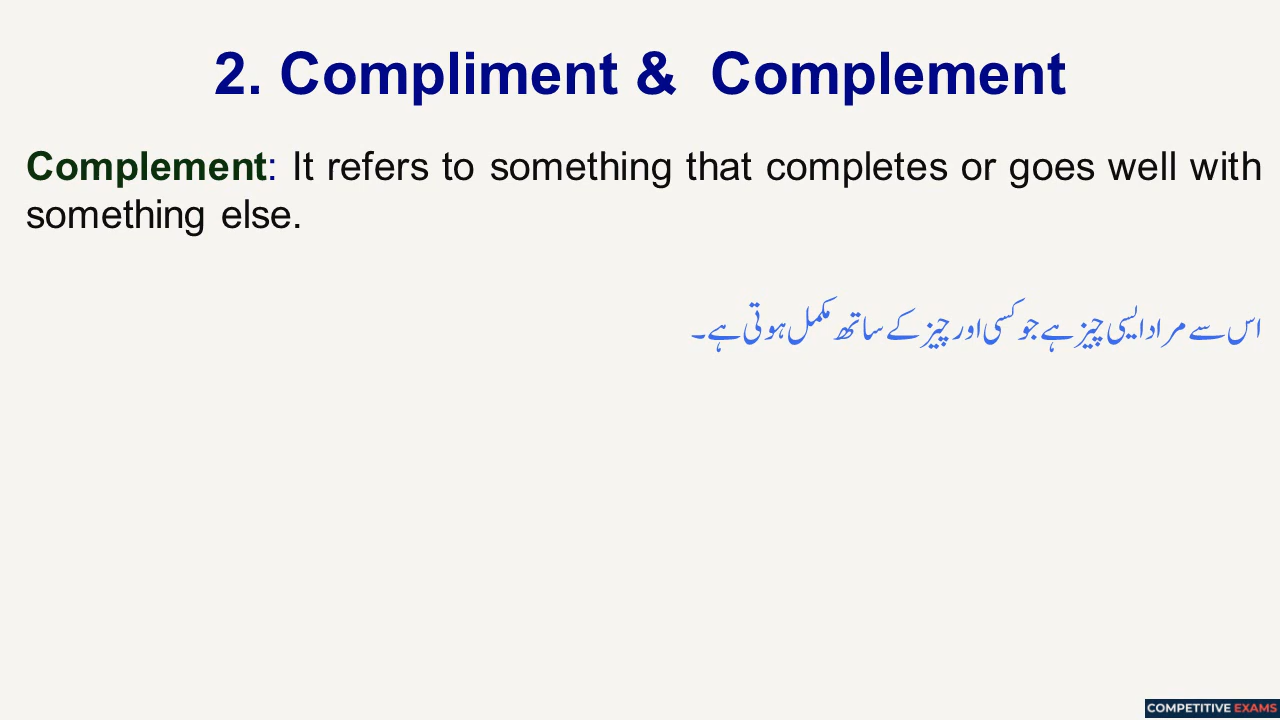 2. Compliment & Complement
Complement: It refers to something that completes or goes well with
something else.
اس سے مراد ایسی چیز ہے جو کسی اور چیز کے ساتھ مکمل ہوتی ہے۔
COMPETITIVE EXAMS